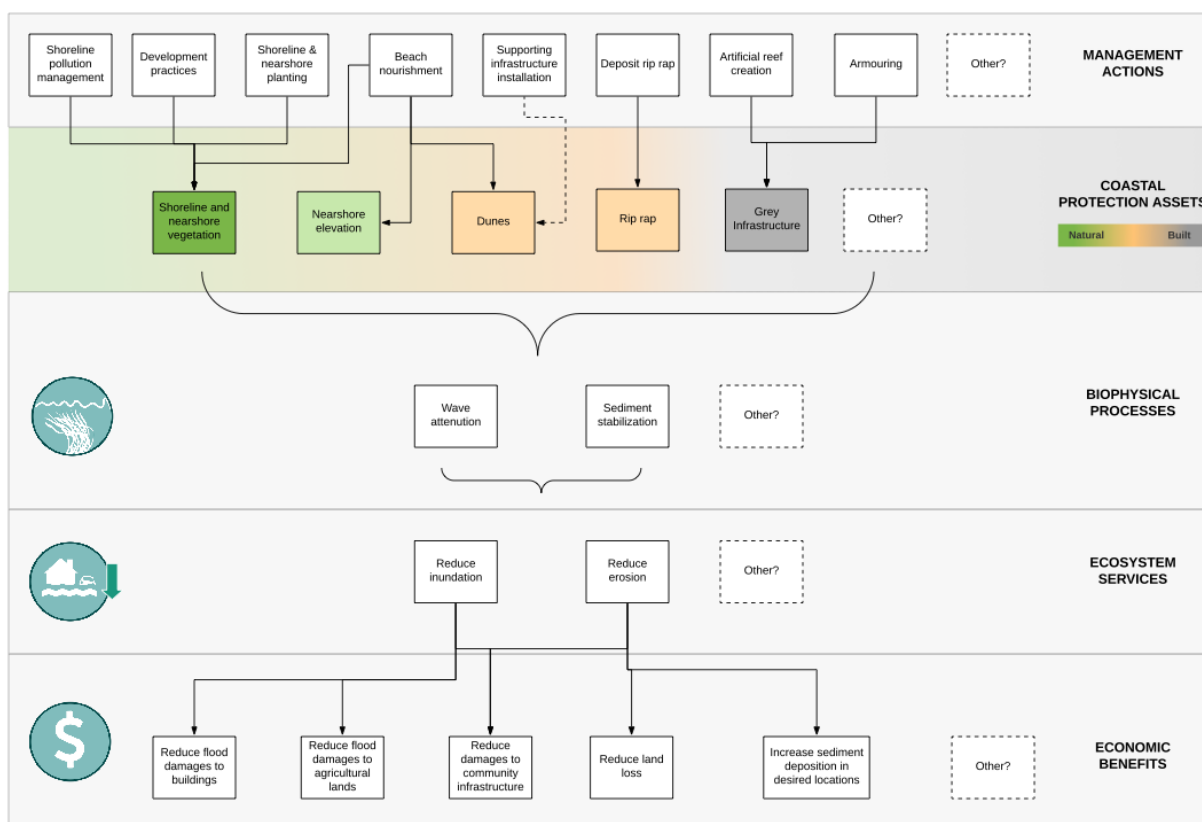 Shoreline
pollution
management
Development
practices
Shoreline &
nearshore
planting
Beach
nourishment
Supporting
infrastructure
installation
Deposit rip rap
Artificial reef
creation
Armouring
Other?
MANAGEMENT
ACTIONS
Shoreline and
nearshore
vegetation
Nearshore
elevation
Dunes
Rip rap
Grey
Infrastructure
Other?
COASTAL
PROTECTION ASSETS
Natural
Built
Wave
attenution
Sediment
stabilization
Other?
BIOPHYSICAL
PROCESSES
Reduce
inundation
Reduce
erosion
Other?
ECOSYSTEM
SERVICES
$
Reduce flood
damages to
buildings
Reduce flood
damages to
agricultural
lands
Reduce
damages to
community
infrastructure
Reduce land
loss
Increase sediment
deposition in
desired locations
Other?
ECONOMIC
BENEFITS